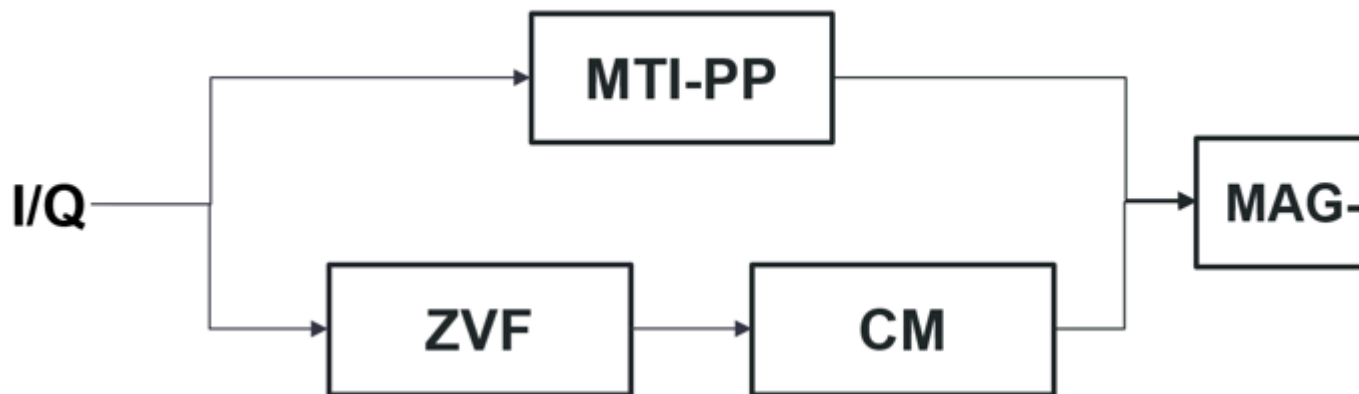 MTI-PP
I/Q
MAG-
ZVF
CM